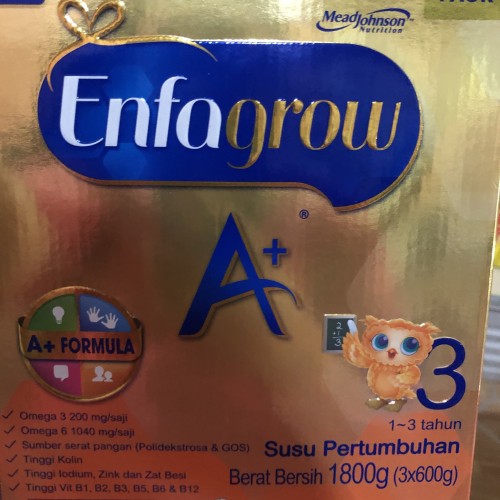 MeadJohnson™
Nutrition
Enfagrow
®
A+
A+ FORMULA
3
1~3 tahun
Omega 3 200 mg/saji
Omega 6 1040 mg/saji
Sumber serat pangan (Polidekstrosa & GOS)
Tinggi Kolin
Tinggi Iodium, Zink dan Zat Besi
Tinggi Vit B1, B2, B3, B5, B6 & B12
Susu Pertumbuhan
Berat Bersih 1800g (3x600g)